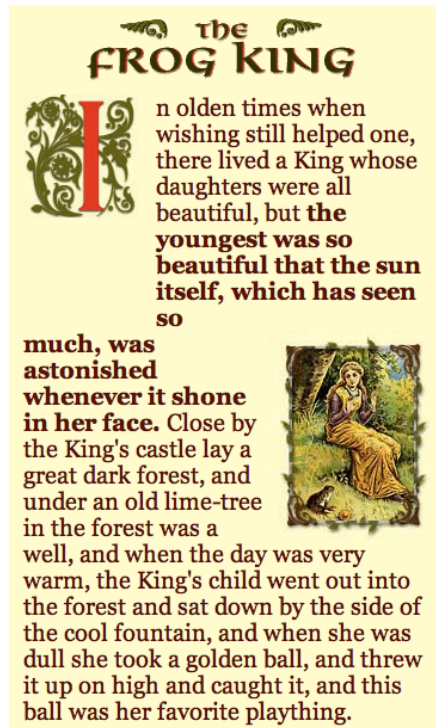 THE
FROG KING
In olden times when
wishing still helped one,
there lived a King whose
daughters were all
beautiful, but the
youngest was so
beautiful that the sun
itself, which has seen
so
much, was
astonished
whenever it shone
in her face. Close by
the King's castle lay a
great dark forest, and
under an old lime-tree
in the forest was a
well, and when the day was very
warm, the King's child went out into
the forest and sat down by the side of
the cool fountain, and when she was
dull she took a golden ball, and threw
it up on high and caught it, and this
ball was her favorite plaything.